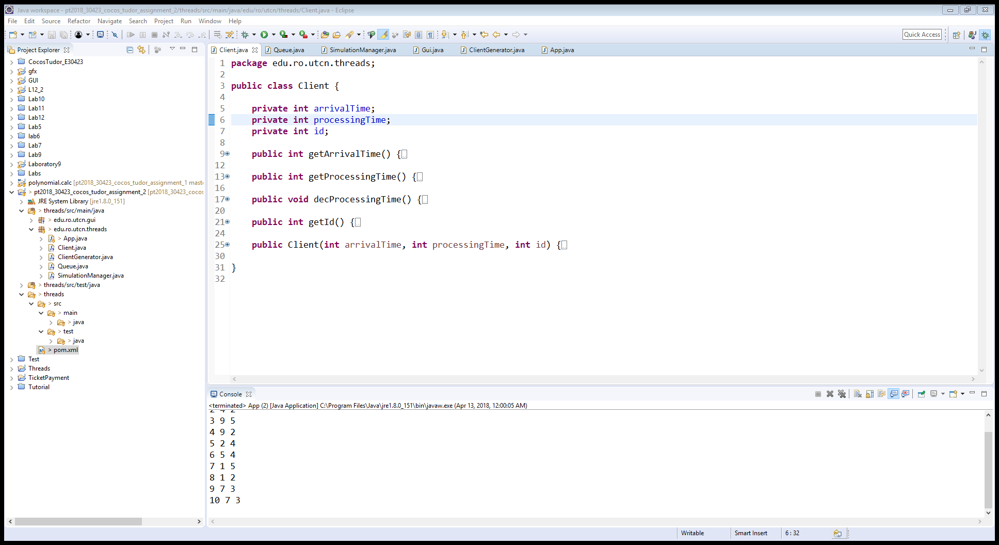 Java workspace - pt2018_30423_cocos_tudor_assignment_2/threads/src/main/java/edu/ro/utcn/threads/Client.java - Eclipse
File Edit Source Refactor Navigate Search Project Run Window Help
Quick Access
Project Explorer
CocosTudor_E30423
gfx
GUI
L12_2
Lab10
Lab11
Lab12
Lab5
lab6
Lab7
Lab9
Laboratory9
Labs
polynomial.calc [pt2018_30423_cocos_tudor_assignment_1 mast
> pt2018_30423_cocos_tudor_assignment_2 [pt2018_30423_cocos
JRE System Library [jre1.8.0_151]
> threads/src/main/java
> edu.ro.utcn.gui
> edu.ro.utcn.threads
> App.java
Client.java
ClientGenerator.java
Queue.java
SimulationManager.java
> threads/src/test/java
> threads
> src
> main
> java
> test
> java
> pom.xml
Test
Threads
TicketPayment
Tutorial
Client.java Queue.java SimulationManager.java Gui.java ClientGenerator.java App.java
1 package edu.ro.utcn.threads;
2
3 public class Client {
4
5 private int arrivalTime;
6 private int processingTime;
7 private int id;
8
9 public int getArrivalTime() {
12
13 public int getProcessingTime() {
16
17 public void decProcessingTime() {
20
21 public int getId() {
24
25 public Client(int arrivalTime, int processingTime, int id) {
30
31 }
32
Console
<terminated> App (2) [Java Application] C:\Program Files\Java\jre1.8.0_151\bin\javaw.exe (Apr 13, 2018, 12:00:05 AM)
2 4 2
3 9 5
4 9 2
5 2 4
6 5 4
7 1 5
8 1 2
9 7 3
10 7 3
Writable Smart Insert 6 : 32